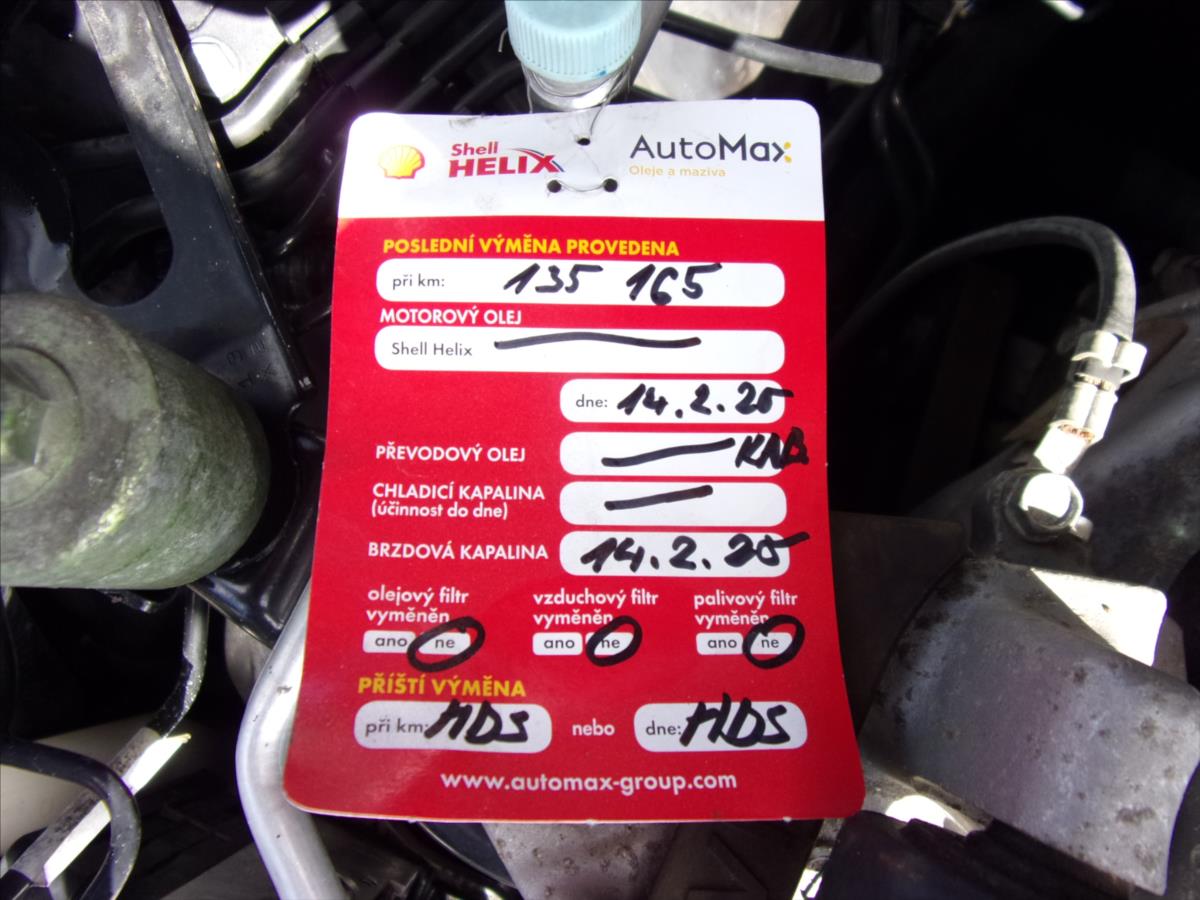 Shell HELIX AutoMax
Oleje a maziva
POSLEDNÍ VÝMĚNA PROVEDENA
při km: 135 165
MOTOROVÝ OLEJ
Shell Helix
dne: 14.2.25
PŘEVODOVÝ OLEJ
CHLADICÍ KAPALINA
(účinnost do dne)
BRZDOVÁ KAPALINA 14.2.25
olejový filtr vzduchový filtr palivový filtr
vyměněn vyměněn vyměněn
ano ne ano ne ano ne
PŘÍŠTÍ VÝMĚNA
při km: HDS nebo dne: HDS
www.automax-group.com